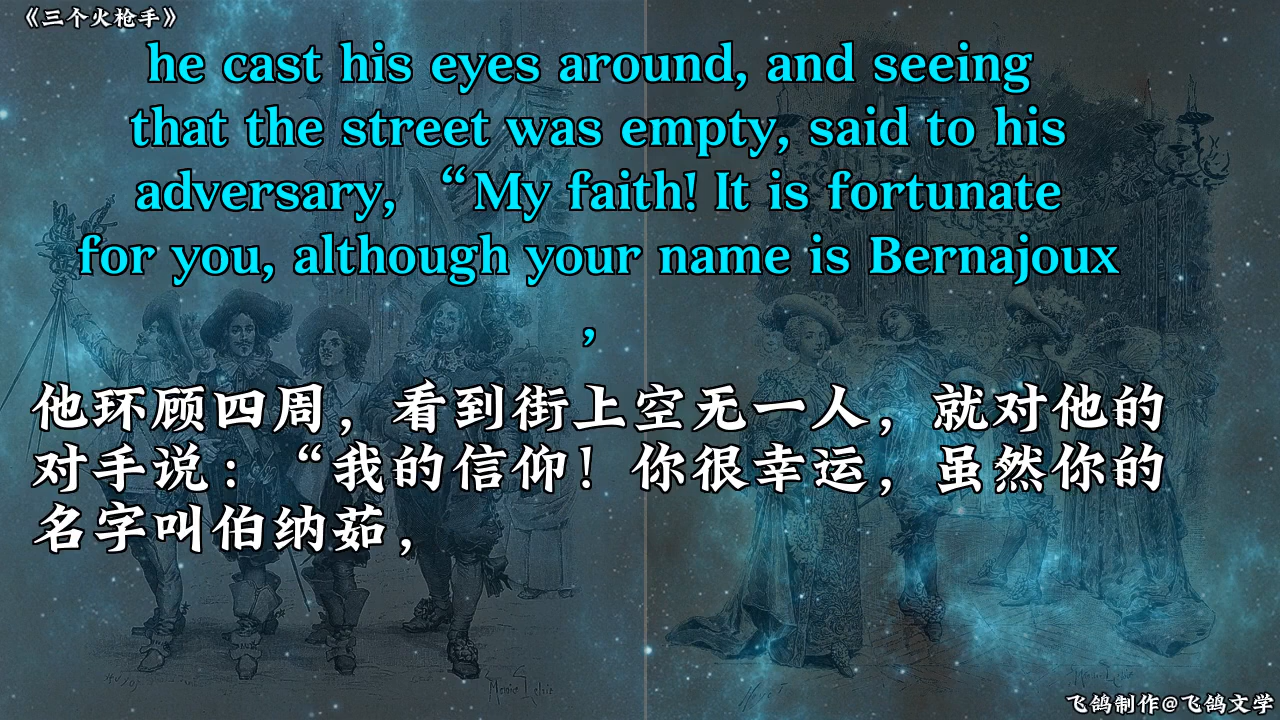 《三个火枪手》
he cast his eyes around, and seeing
that the street was empty, said to his
adversary, “My faith! It is fortunate
for you, although your name is Bernajoux
,
他环顾四周，看到街上空无一人，就对他的
对手说：“我的信仰！你很幸运，虽然你的
名字叫伯纳茹，
飞鸽制作@飞鸽文学